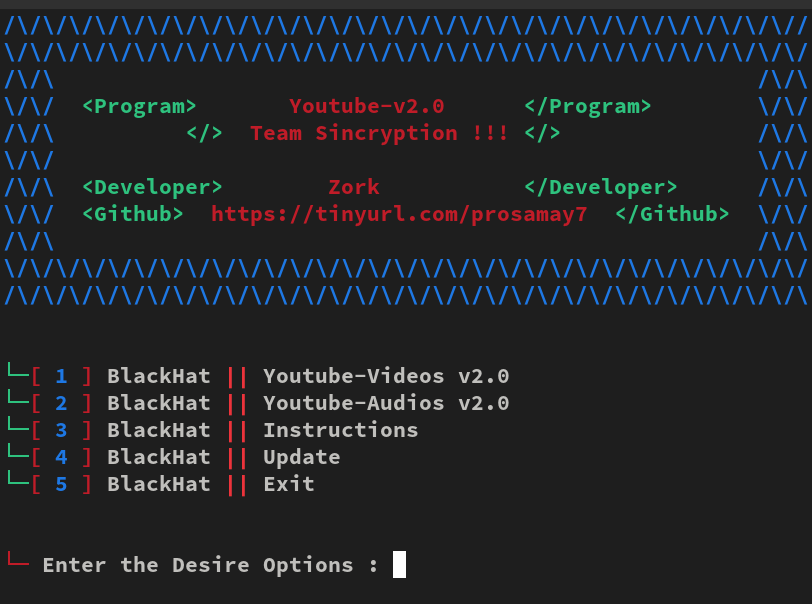 /\/\/\/\/\/\/\/\/\/\/\/\/\/\/\/\/\/\/\/\/\/\/\/\/\/\/\/\/\/\//
\/\/\/\/\/\/\/\/\/\/\/\/\/\/\/\/\/\/\/\/\/\/\/\/\/\/\/\/\/\/\/
/\/\ /\/\
\/\/ <Program> Youtube-v2.0 </Program> \/\/
/\/\ </> Team Sincryption !!! </> /\/\
\/\/ \/\/
/\/\ <Developer> Zork </Developer> /\/\
\/\/ <Github> https://tinyurl.com/prosamay7 </Github> \/\/
/\/\ /\/\
\/\/\/\/\/\/\/\/\/\/\/\/\/\/\/\/\/\/\/\/\/\/\/\/\/\/\/\/\/\/\/
/\/\/\/\/\/\/\/\/\/\/\/\/\/\/\/\/\/\/\/\/\/\/\/\/\/\/\/\/\/\/\
└─[ 1 ] BlackHat || Youtube-Videos v2.0
└─[ 2 ] BlackHat || Youtube-Audios v2.0
└─[ 3 ] BlackHat || Instructions
└─[ 4 ] BlackHat || Update
└─[ 5 ] BlackHat || Exit
└─ Enter the Desire Options :